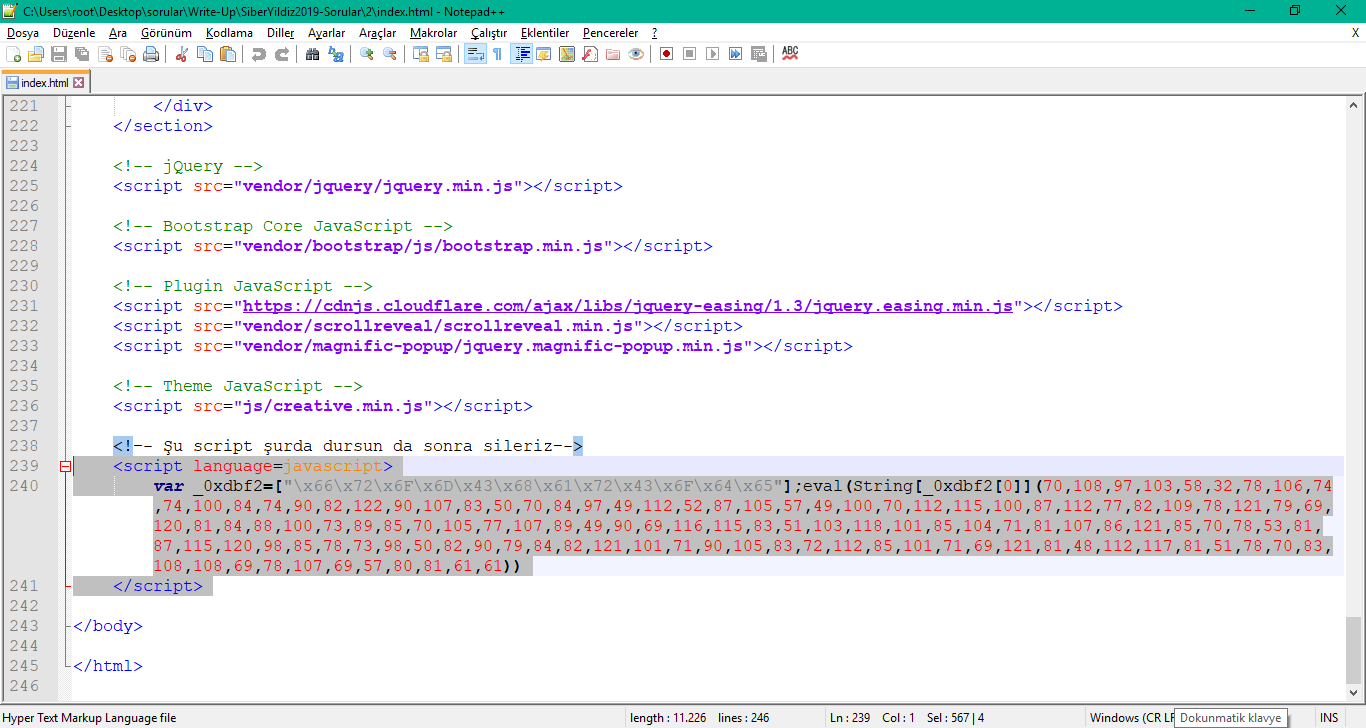 C:\Users\root\Desktop\sorular\Write-Up\SiberYildiz2019-Sorular\2\index.html - Notepad++
Dosya Düzenle Ara Görünüm Kodlama Diller Ayarlar Araçlar Makrolar Çalıştır Eklentiler Pencereler ? X
index.html
221 </div>
222 </section>
223
224 <!-- jQuery -->
225 <script src="vendor/jquery/jquery.min.js"></script>
226
227 <!-- Bootstrap Core JavaScript -->
228 <script src="vendor/bootstrap/js/bootstrap.min.js"></script>
229
230 <!-- Plugin JavaScript -->
231 <script src="https://cdnjs.cloudflare.com/ajax/libs/jquery-easing/1.3/jquery.easing.min.js"></script>
232 <script src="vendor/scrollreveal/scrollreveal.min.js"></script>
233 <script src="vendor/magnific-popup/jquery.magnific-popup.min.js"></script>
234
235 <!-- Theme JavaScript -->
236 <script src="js/creative.min.js"></script>
237
238 <!-- Şu script şurda dursun da sonra sileriz-->
239 <script language=javascript>
240 var _0xdbf2=["\x66\x72\x6F\x6D\x43\x68\x61\x72\x43\x6F\x64\x65"];eval(String[_0xdbf2[0]](70,108,97,103,58,32,78,106,74
,74,100,84,74,90,82,122,90,107,83,50,70,84,97,49,112,52,87,105,57,49,100,70,112,115,100,87,112,77,82,109,78,121,79,69,
120,81,84,88,100,73,89,85,70,105,77,107,89,49,90,69,116,115,83,51,103,118,101,85,104,71,81,107,86,121,85,70,78,53,81,
87,115,120,98,85,78,73,98,50,82,90,79,84,82,121,101,71,90,105,83,72,112,85,101,71,69,121,81,48,112,117,81,51,78,70,83,
108,108,69,78,107,69,57,80,81,61,61))
241 </script>
242
243 </body>
244
245 </html>
246
Hyper Text Markup Language file length : 11.226 lines : 246 Ln : 239 Col : 1 Sel : 567 | 4 Windows (CR LF Dokunmatik klavye INS